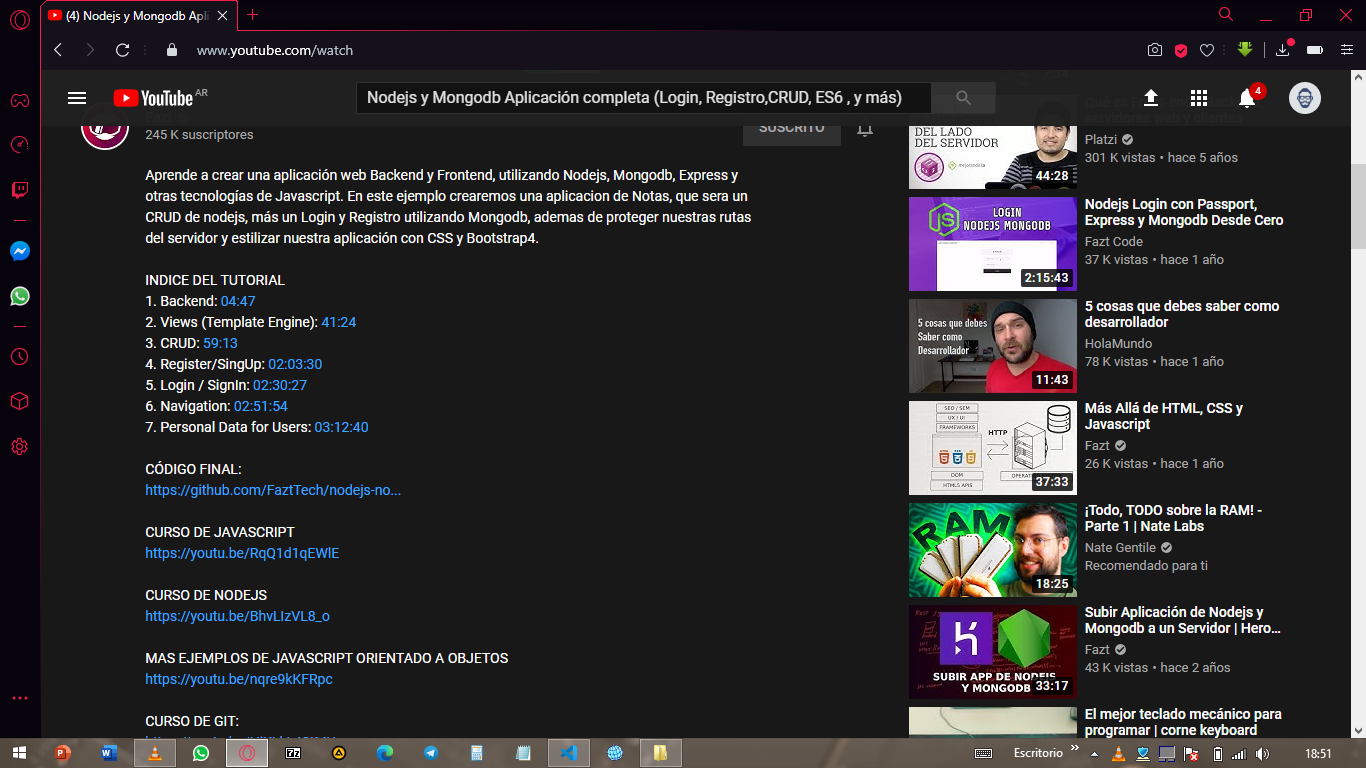 (4) Nodejs y Mongodb Apli
www.youtube.com/watch
YouTube AR
Nodejs y Mongodb Aplicación completa (Login, Registro,CRUD, ES6 , y más)
4
245 K suscriptores
SUSCRITO
Aprende a crear una aplicación web Backend y Frontend, utilizando Nodejs, Mongodb, Express y
otras tecnologías de Javascript. En este ejemplo crearemos una aplicacion de Notas, que sera un
CRUD de nodejs, más un Login y Registro utilizando Mongodb, ademas de proteger nuestras rutas
del servidor y estilizar nuestra aplicación con CSS y Bootstrap4.
INDICE DEL TUTORIAL
1. Backend: 04:47
2. Views (Template Engine): 41:24
3. CRUD: 59:13
4. Register/SingUp: 02:03:30
5. Login / SignIn: 02:30:27
6. Navigation: 02:51:54
7. Personal Data for Users: 03:12:40
CÓDIGO FINAL:
https://github.com/FaztTech/nodejs-no...
CURSO DE JAVASCRIPT
https://youtu.be/RqQ1d1qEWlE
CURSO DE NODEJS
https://youtu.be/BhvLIzVL8_o
MAS EJEMPLOS DE JAVASCRIPT ORIENTADO A OBJETOS
https://youtu.be/nqre9kKFRpc
CURSO DE GIT:
DEL LADO
DEL SERVIDOR
mejorandola
44:28
Platzi
301 K vistas • hace 5 años
LOGIN
NODEJS MONGODB
2:15:43
Nodejs Login con Passport,
Express y Mongodb Desde Cero
Fazt Code
37 K vistas • hace 1 año
5 cosas que debes
Saber como
Desarrollador
11:43
5 cosas que debes saber como
desarrollador
HolaMundo
78 K vistas • hace 1 año
SEO / SEM
UX / UI
FRAMEWORKS
HTTP
DOM
HTML5 APIS
37:33
Más Allá de HTML, CSS y
Javascript
Fazt
26 K vistas • hace 1 año
RAM
18:25
¡Todo, TODO sobre la RAM! -
Parte 1 | Nate Labs
Nate Gentile
Recomendado para ti
SUBIR APP DE NODEJS
Y MONGODB
33:17
Subir Aplicación de Nodejs y
Mongodb a un Servidor | Hero...
Fazt
43 K vistas • hace 2 años
El mejor teclado mecánico para
programar | corne keyboard
Escritorio
18:51